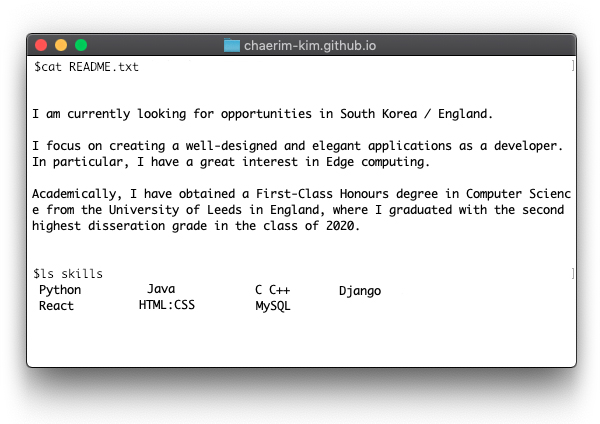 chaerim-kim.github.io
$cat README.txt
I am currently looking for opportunities in South Korea / England.
I focus on creating a well-designed and elegant applications as a developer.
In particular, I have a great interest in Edge computing.
Academically, I have obtained a First-Class Honours degree in Computer Scienc
e from the University of Leeds in England, where I graduated with the second
highest disseration grade in the class of 2020.
$ls skills
Python Java C C++ Django
React HTML:CSS MySQL